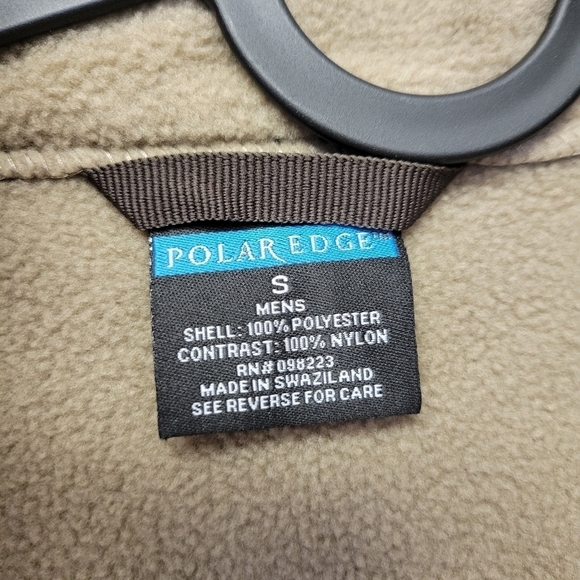 POLAR EDGE
S
MENS
SHELL: 100% POLYESTER
CONTRAST: 100% NYLON
RN# 098223
MADE IN SWAZILAND
SEE REVERSE FOR CARE